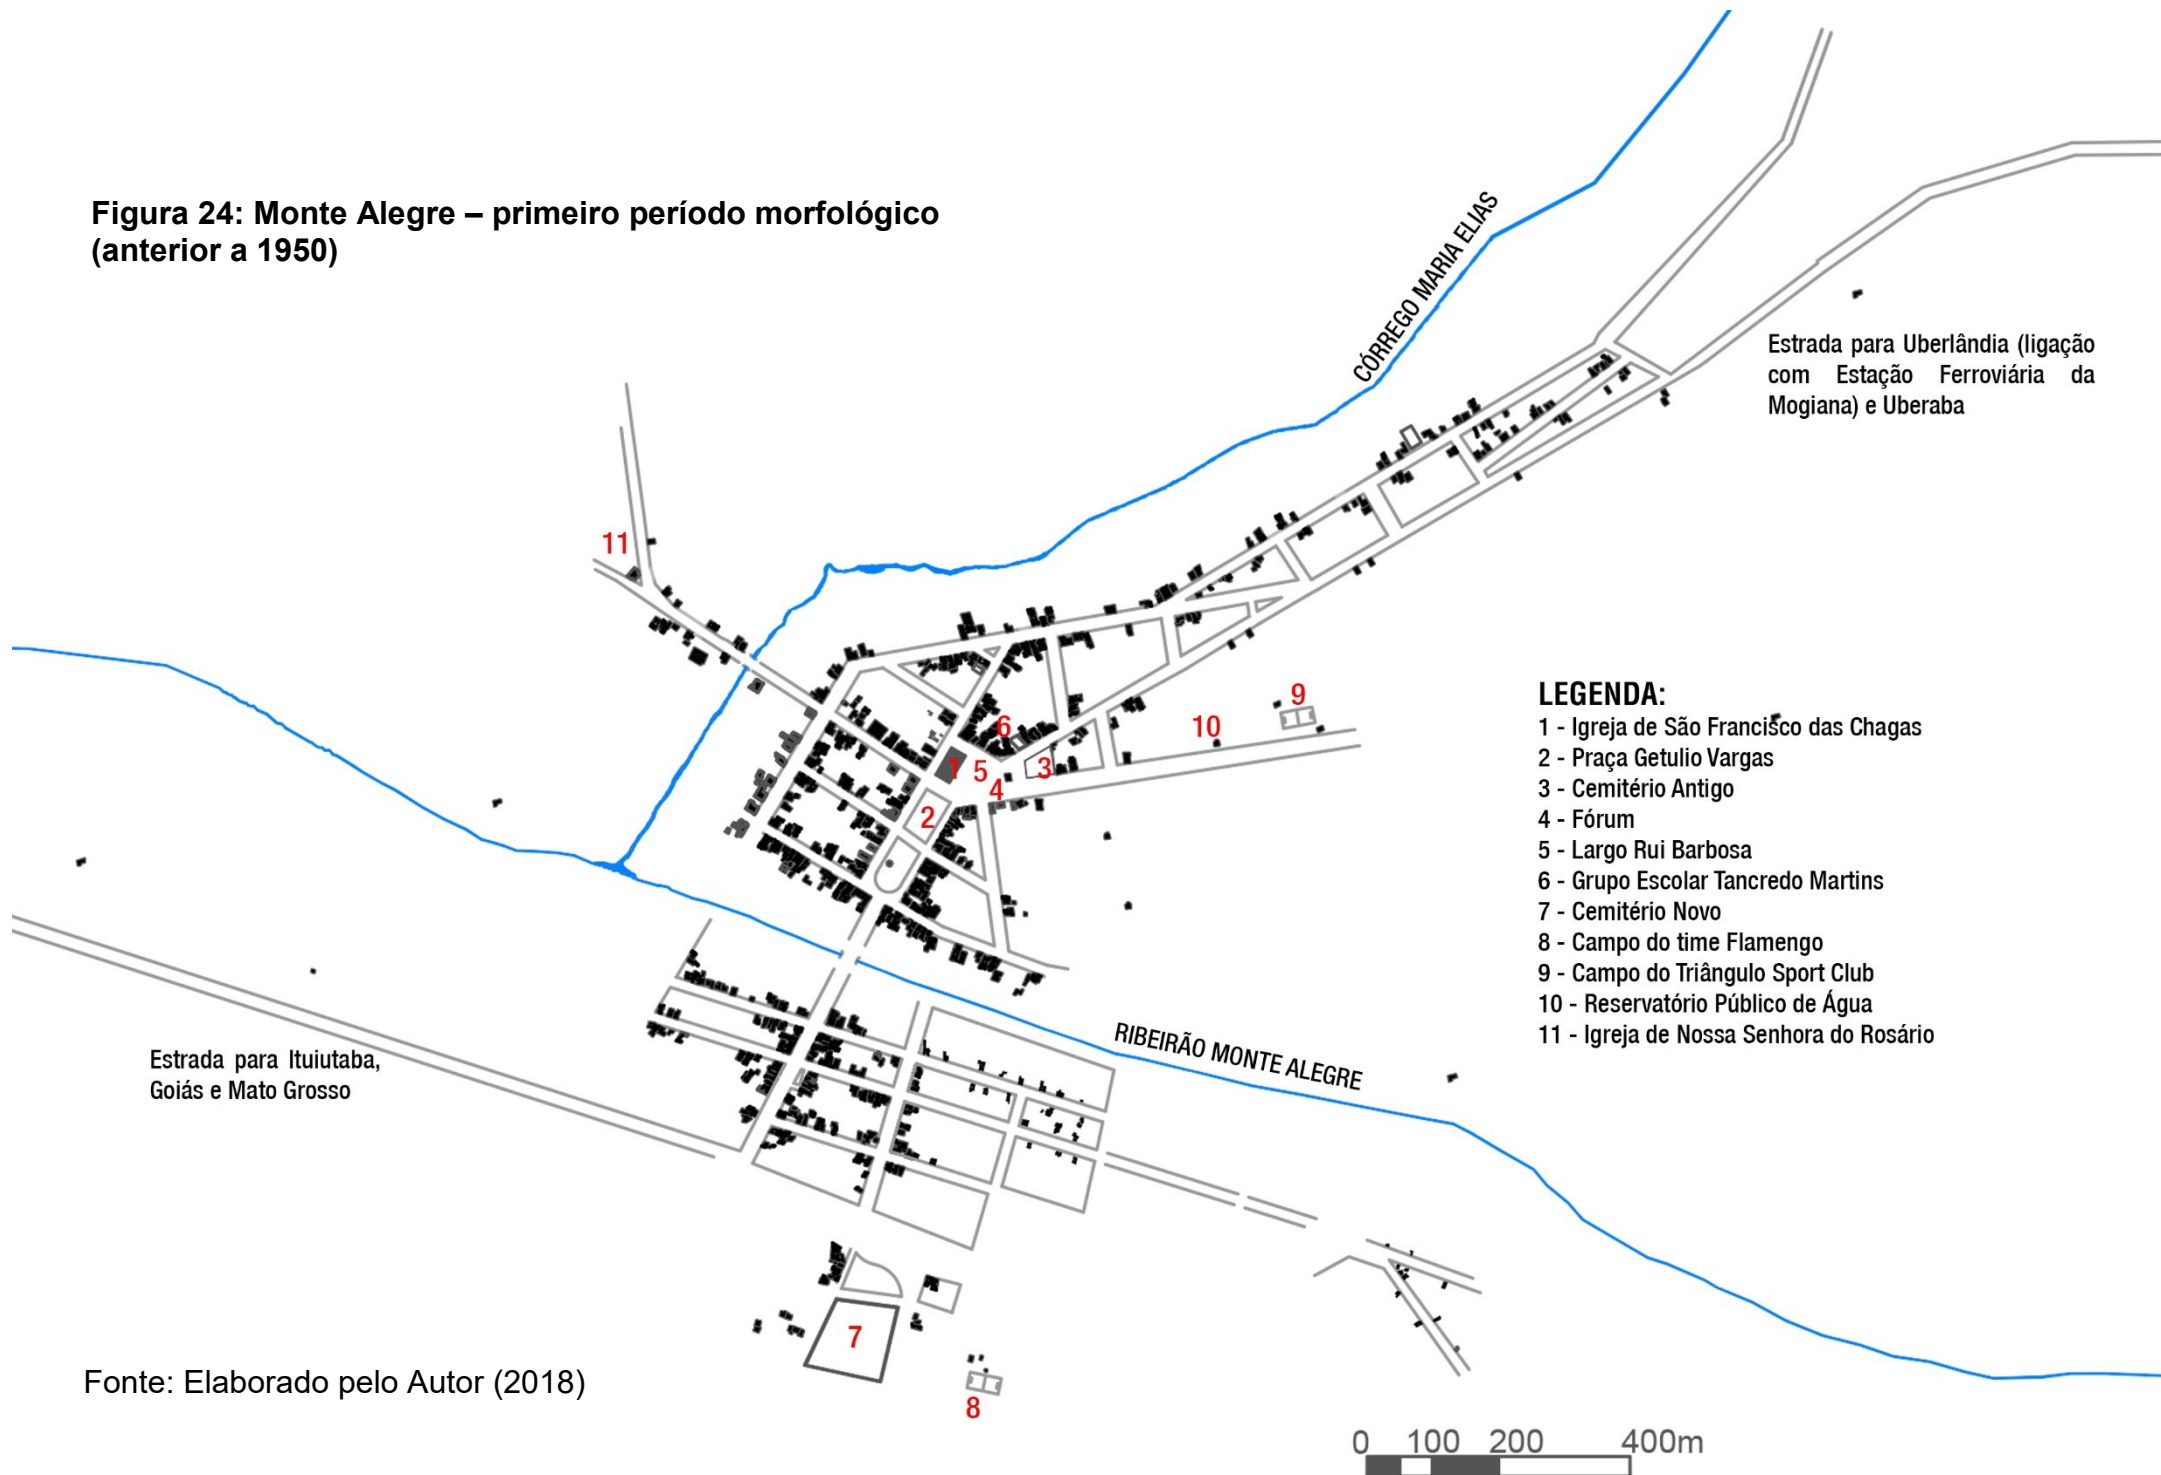 Figura 24: Monte Alegre – primeiro período morfológico
(anterior a 1950)
CÓRREGO MARIA ELIAS
Estrada para Uberlândia (ligação
com Estação Ferroviária da
Mogiana) e Uberaba
11
9
10
6
1
5
3
4
2
LEGENDA:
1 - Igreja de São Francisco das Chagas
2 - Praça Getulio Vargas
3 - Cemitério Antigo
4 - Fórum
5 - Largo Rui Barbosa
6 - Grupo Escolar Tancredo Martins
7 - Cemitério Novo
8 - Campo do time Flamengo
9 - Campo do Triângulo Sport Club
10 - Reservatório Público de Água
11 - Igreja de Nossa Senhora do Rosário
RIBEIRÃO MONTE ALEGRE
Estrada para Ituiutaba,
Goiás e Mato Grosso
7
8
Fonte: Elaborado pelo Autor (2018)
0 100 200 400m